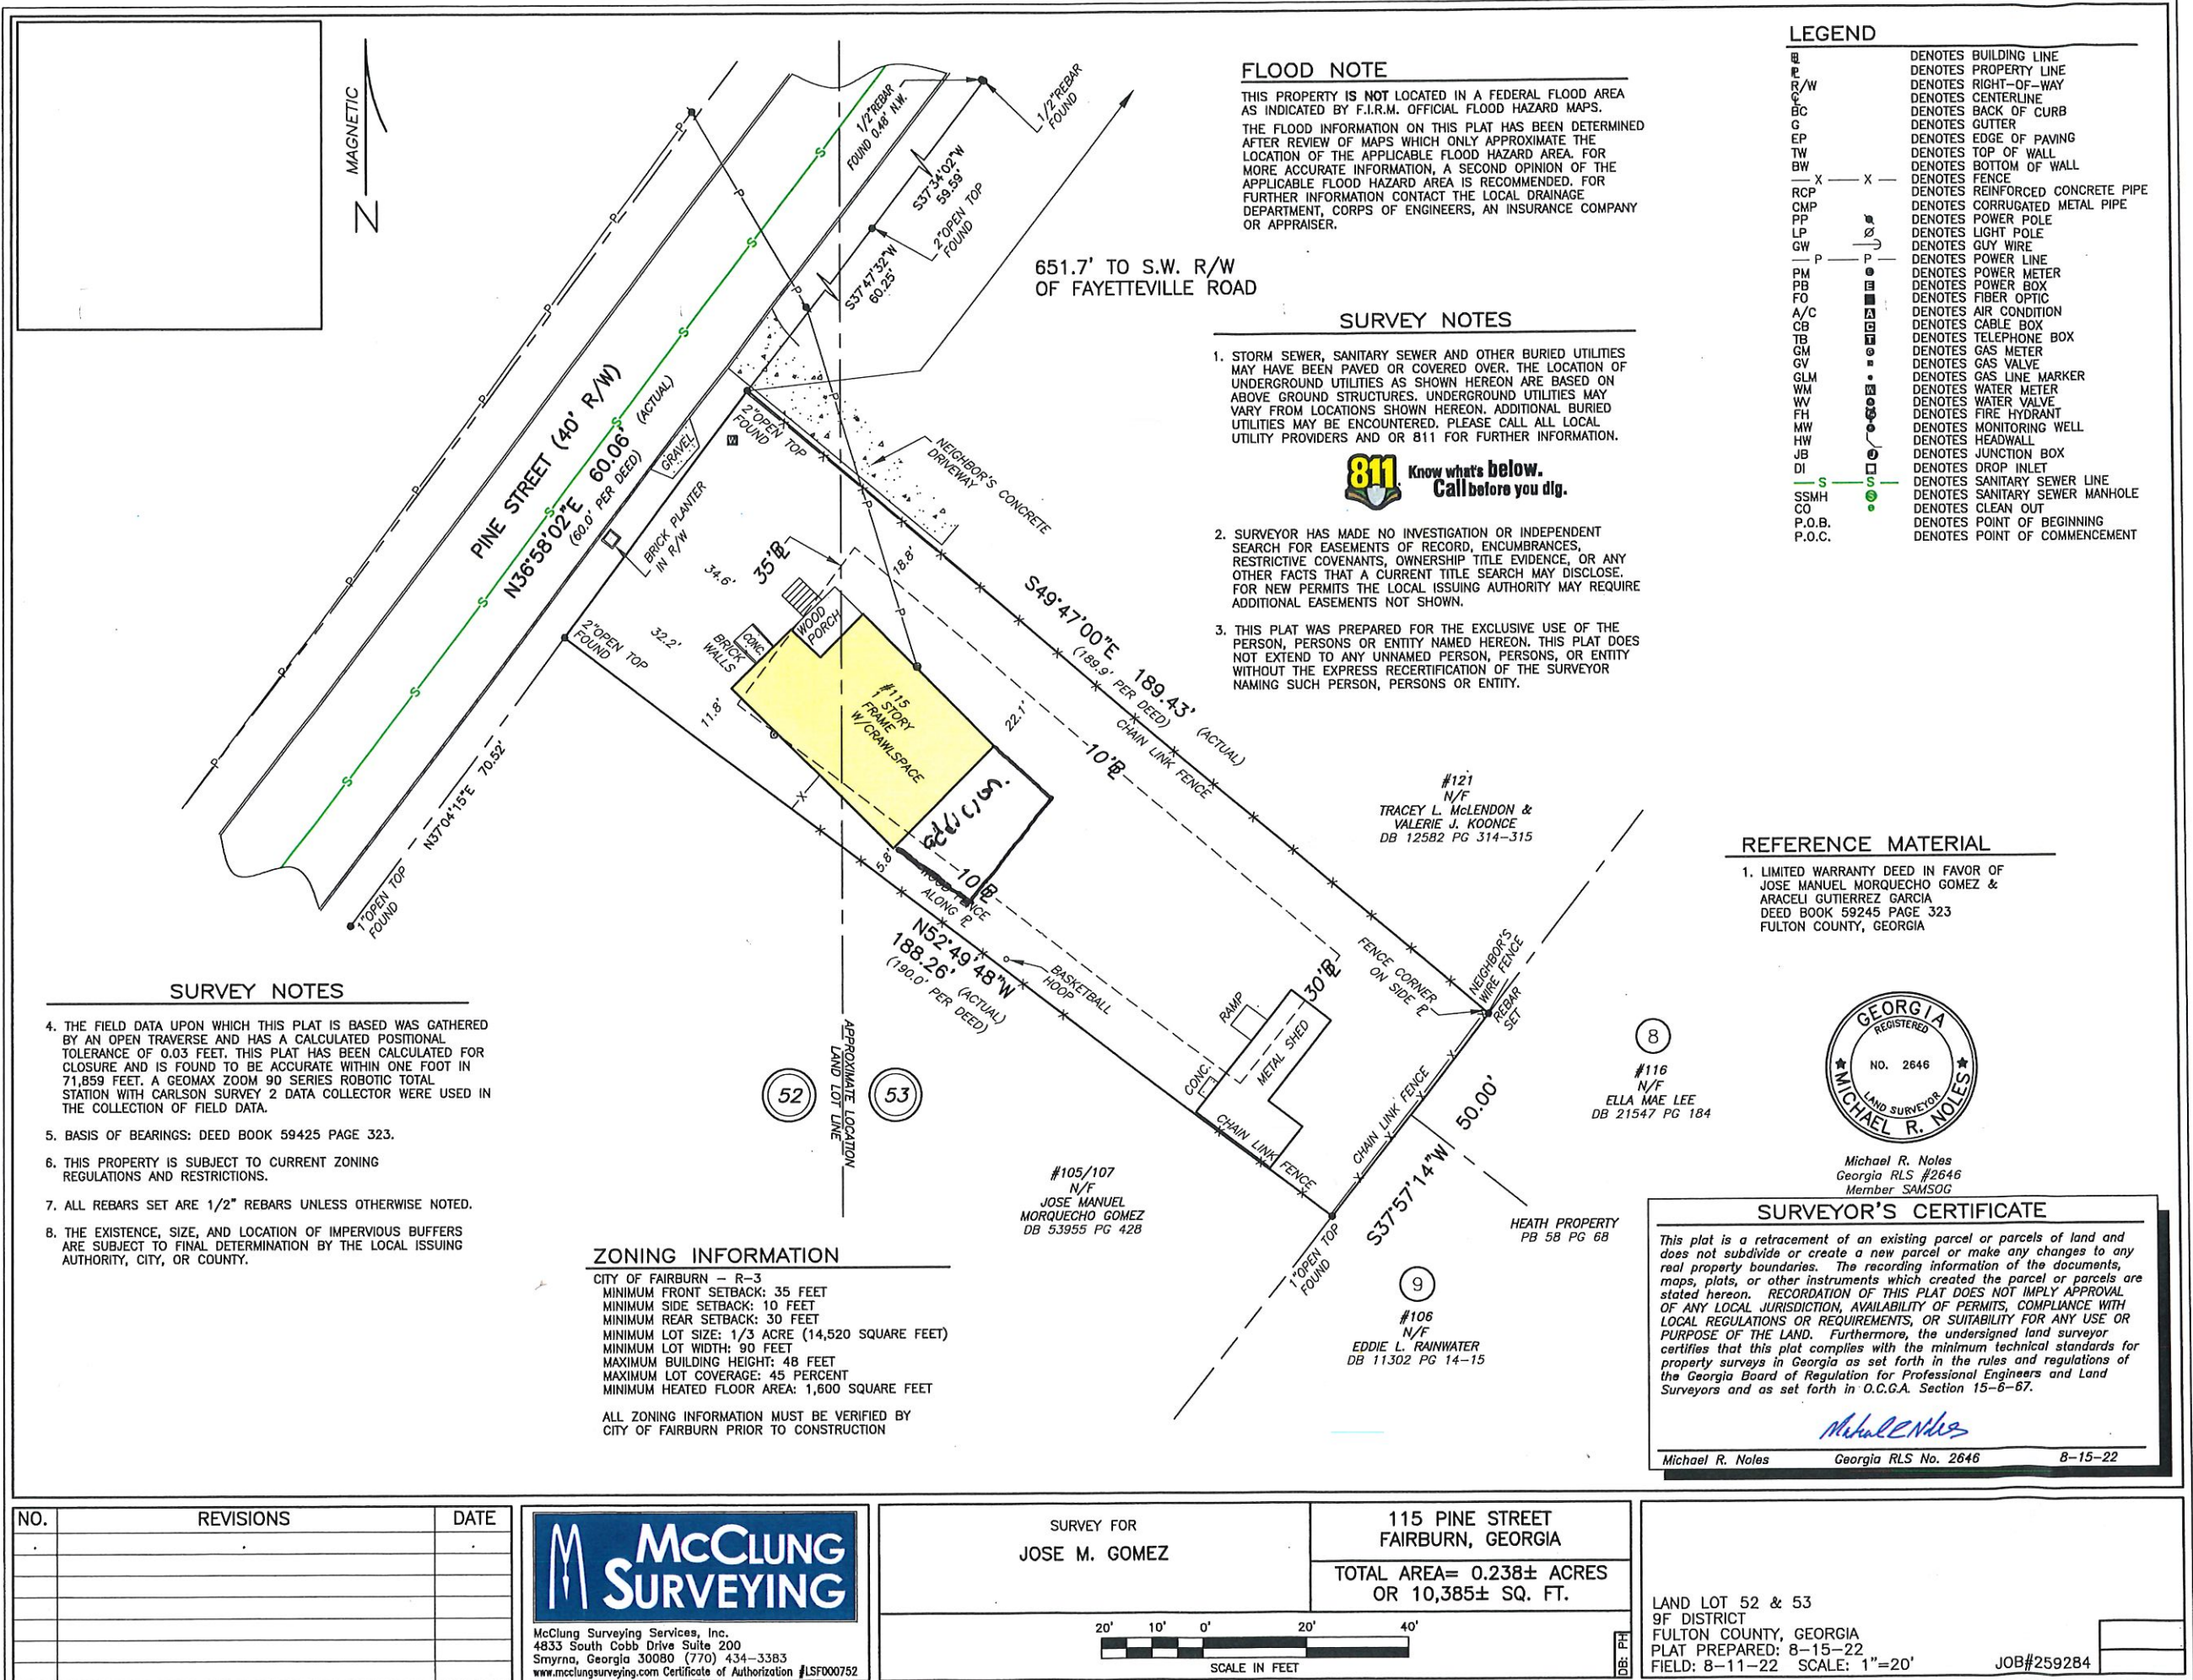 MAGNETIC
N
PINE STREET (40' R/W)
N36°58'02"E 60.06' (ACTUAL)
(60.0' PER DEED)
1/2"REBAR
FOUND 0.48' N.W.
1/2"REBAR
FOUND
S37°34'02"W
59.59'
2"OPEN TOP
FOUND
S37°47'32"W
60.25'
651.7' TO S.W. R/W
OF FAYETTEVILLE ROAD
2"OPEN TOP
FOUND
GRAVEL
NEIGHBOR'S CONCRETE
DRIVEWAY
BRICK PLANTER
IN R/W
34.6'
35'BL
18.8'
2"OPEN TOP
FOUND
32.2'
WOOD
PORCH
CONC.
BRICK
WALLS
11.8'
#115
1 STORY
FRAME
W/CRAWLSPACE
22.1'
S49°47'00"E 189.43' (ACTUAL)
(189.9' PER DEED)
CHAIN LINK FENCE
10'BL
N37°04'15"E 70.52'
1"OPEN TOP
FOUND
5.8'
10'BL
WOOD FENCE
ALONG PL
N52°49'48"W
188.26' (ACTUAL)
(190.0' PER DEED)
BASKETBALL
HOOP
#121
N/F
TRACEY L. McLENDON &
VALERIE J. KOONCE
DB 12582 PG 314-315
FENCE CORNER
ON SIDE PL
NEIGHBOR'S
WIRE FENCE
REBAR
SET
30'BL
RAMP
METAL SHED
CONC.
CHAIN LINK FENCE
CHAIN LINK FENCE
S37°57'14"W 50.00'
1"OPEN TOP
FOUND
APPROXIMATE LOCATION
LAND LOT LINE
52
53
#105/107
N/F
JOSE MANUEL
MORQUECHO GOMEZ
DB 53955 PG 428
HEATH PROPERTY
PB 58 PG 68
8
#116
N/F
ELLA MAE LEE
DB 21547 PG 184
9
#106
N/F
EDDIE L. RAINWATER
DB 11302 PG 14-15
FLOOD NOTE
THIS PROPERTY IS NOT LOCATED IN A FEDERAL FLOOD AREA
AS INDICATED BY F.I.R.M. OFFICIAL FLOOD HAZARD MAPS.
THE FLOOD INFORMATION ON THIS PLAT HAS BEEN DETERMINED
AFTER REVIEW OF MAPS WHICH ONLY APPROXIMATE THE
LOCATION OF THE APPLICABLE FLOOD HAZARD AREA. FOR
MORE ACCURATE INFORMATION, A SECOND OPINION OF THE
APPLICABLE FLOOD HAZARD AREA IS RECOMMENDED. FOR
FURTHER INFORMATION CONTACT THE LOCAL DRAINAGE
DEPARTMENT, CORPS OF ENGINEERS, AN INSURANCE COMPANY
OR APPRAISER.
SURVEY NOTES
1. STORM SEWER, SANITARY SEWER AND OTHER BURIED UTILITIES
MAY HAVE BEEN PAVED OR COVERED OVER. THE LOCATION OF
UNDERGROUND UTILITIES AS SHOWN HEREON ARE BASED ON
ABOVE GROUND STRUCTURES. UNDERGROUND UTILITIES MAY
VARY FROM LOCATIONS SHOWN HEREON. ADDITIONAL BURIED
UTILITIES MAY BE ENCOUNTERED. PLEASE CALL ALL LOCAL
UTILITY PROVIDERS AND OR 811 FOR FURTHER INFORMATION.
811 Know what's below.
Call before you dig.
2. SURVEYOR HAS MADE NO INVESTIGATION OR INDEPENDENT
SEARCH FOR EASEMENTS OF RECORD, ENCUMBRANCES,
RESTRICTIVE COVENANTS, OWNERSHIP TITLE EVIDENCE, OR ANY
OTHER FACTS THAT A CURRENT TITLE SEARCH MAY DISCLOSE.
FOR NEW PERMITS THE LOCAL ISSUING AUTHORITY MAY REQUIRE
ADDITIONAL EASEMENTS NOT SHOWN.
3. THIS PLAT WAS PREPARED FOR THE EXCLUSIVE USE OF THE
PERSON, PERSONS OR ENTITY NAMED HEREON. THIS PLAT DOES
NOT EXTEND TO ANY UNNAMED PERSON, PERSONS, OR ENTITY
WITHOUT THE EXPRESS RECERTIFICATION OF THE SURVEYOR
NAMING SUCH PERSON, PERSONS OR ENTITY.
LEGEND
BL DENOTES BUILDING LINE
PL DENOTES PROPERTY LINE
R/W DENOTES RIGHT-OF-WAY
CL DENOTES CENTERLINE
BC DENOTES BACK OF CURB
G DENOTES GUTTER
EP DENOTES EDGE OF PAVING
TW DENOTES TOP OF WALL
BW DENOTES BOTTOM OF WALL
X X DENOTES FENCE
RCP DENOTES REINFORCED CONCRETE PIPE
CMP DENOTES CORRUGATED METAL PIPE
PP DENOTES POWER POLE
LP DENOTES LIGHT POLE
GW DENOTES GUY WIRE
P P DENOTES POWER LINE
PM DENOTES POWER METER
PB E DENOTES POWER BOX
FO DENOTES FIBER OPTIC
A/C A DENOTES AIR CONDITION
CB C DENOTES CABLE BOX
TB T DENOTES TELEPHONE BOX
GM DENOTES GAS METER
GV DENOTES GAS VALVE
GLM DENOTES GAS LINE MARKER
WM W DENOTES WATER METER
WV DENOTES WATER VALVE
FH DENOTES FIRE HYDRANT
MW DENOTES MONITORING WELL
HW DENOTES HEADWALL
JB J DENOTES JUNCTION BOX
DI DENOTES DROP INLET
S S DENOTES SANITARY SEWER LINE
SSMH S DENOTES SANITARY SEWER MANHOLE
CO DENOTES CLEAN OUT
P.O.B. DENOTES POINT OF BEGINNING
P.O.C. DENOTES POINT OF COMMENCEMENT
REFERENCE MATERIAL
1. LIMITED WARRANTY DEED IN FAVOR OF
JOSE MANUEL MORQUECHO GOMEZ &
ARACELI GUTIERREZ GARCIA
DEED BOOK 59245 PAGE 323
FULTON COUNTY, GEORGIA
GEORGIA
REGISTERED
NO. 2646
LAND SURVEYOR
MICHAEL R. NOLES
Michael R. Noles
Georgia RLS #2646
Member SAMSOG
SURVEYOR'S CERTIFICATE
This plat is a retracement of an existing parcel or parcels of land and
does not subdivide or create a new parcel or make any changes to any
real property boundaries. The recording information of the documents,
maps, plats, or other instruments which created the parcel or parcels are
stated hereon. RECORDATION OF THIS PLAT DOES NOT IMPLY APPROVAL
OF ANY LOCAL JURISDICTION, AVAILABILITY OF PERMITS, COMPLIANCE WITH
LOCAL REGULATIONS OR REQUIREMENTS, OR SUITABILITY FOR ANY USE OR
PURPOSE OF THE LAND. Furthermore, the undersigned land surveyor
certifies that this plat complies with the minimum technical standards for
property surveys in Georgia as set forth in the rules and regulations of
the Georgia Board of Regulation for Professional Engineers and Land
Surveyors and as set forth in O.C.G.A. Section 15-6-67.
Michael R. Noles Georgia RLS No. 2646 8-15-22
SURVEY NOTES
4. THE FIELD DATA UPON WHICH THIS PLAT IS BASED WAS GATHERED
BY AN OPEN TRAVERSE AND HAS A CALCULATED POSITIONAL
TOLERANCE OF 0.03 FEET. THIS PLAT HAS BEEN CALCULATED FOR
CLOSURE AND IS FOUND TO BE ACCURATE WITHIN ONE FOOT IN
71,859 FEET. A GEOMAX ZOOM 90 SERIES ROBOTIC TOTAL
STATION WITH CARLSON SURVEY 2 DATA COLLECTOR WERE USED IN
THE COLLECTION OF FIELD DATA.
5. BASIS OF BEARINGS: DEED BOOK 59425 PAGE 323.
6. THIS PROPERTY IS SUBJECT TO CURRENT ZONING
REGULATIONS AND RESTRICTIONS.
7. ALL REBARS SET ARE 1/2" REBARS UNLESS OTHERWISE NOTED.
8. THE EXISTENCE, SIZE, AND LOCATION OF IMPERVIOUS BUFFERS
ARE SUBJECT TO FINAL DETERMINATION BY THE LOCAL ISSUING
AUTHORITY, CITY, OR COUNTY.
ZONING INFORMATION
CITY OF FAIRBURN - R-3
MINIMUM FRONT SETBACK: 35 FEET
MINIMUM SIDE SETBACK: 10 FEET
MINIMUM REAR SETBACK: 30 FEET
MINIMUM LOT SIZE: 1/3 ACRE (14,520 SQUARE FEET)
MINIMUM LOT WIDTH: 90 FEET
MAXIMUM BUILDING HEIGHT: 48 FEET
MAXIMUM LOT COVERAGE: 45 PERCENT
MINIMUM HEATED FLOOR AREA: 1,600 SQUARE FEET
ALL ZONING INFORMATION MUST BE VERIFIED BY
CITY OF FAIRBURN PRIOR TO CONSTRUCTION
NO. REVISIONS DATE
McCLUNG
SURVEYING
McClung Surveying Services, Inc.
4833 South Cobb Drive Suite 200
Smyrna, Georgia 30080 (770) 434-3383
www.mcclungsurveying.com Certificate of Authorization #LSF000752
SURVEY FOR
JOSE M. GOMEZ
115 PINE STREET
FAIRBURN, GEORGIA
TOTAL AREA= 0.238± ACRES
OR 10,385± SQ. FT.
20' 10' 0' 20' 40'
SCALE IN FEET
DB: PH
LAND LOT 52 & 53
9F DISTRICT
FULTON COUNTY, GEORGIA
PLAT PREPARED: 8-15-22
FIELD: 8-11-22 SCALE: 1"=20'
JOB#259284